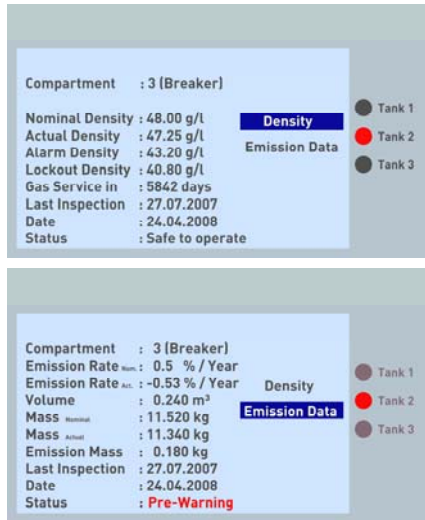 Compartment : 3 (Breaker)
Nominal Density : 48.00 g/l
Actual Density : 47.25 g/l
Alarm Density : 43.20 g/l
Lockout Density : 40.80 g/l
Gas Service in : 5842 days
Last Inspection : 27.07.2007
Date : 24.04.2008
Status : Safe to operate
Density
Emission Data
Tank 1
Tank 2
Tank 3
Compartment : 3 (Breaker)
Emission Rate Nom. : 0.5 % / Year
Emission Rate Act. : -0.53 % / Year
Volume : 0.240 m³
Mass Nominal : 11.520 kg
Mass Actual : 11.340 kg
Emission Mass : 0.180 kg
Last Inspection : 27.07.2007
Date : 24.04.2008
Status : Pre-Warning
Density
Emission Data
Tank 1
Tank 2
Tank 3